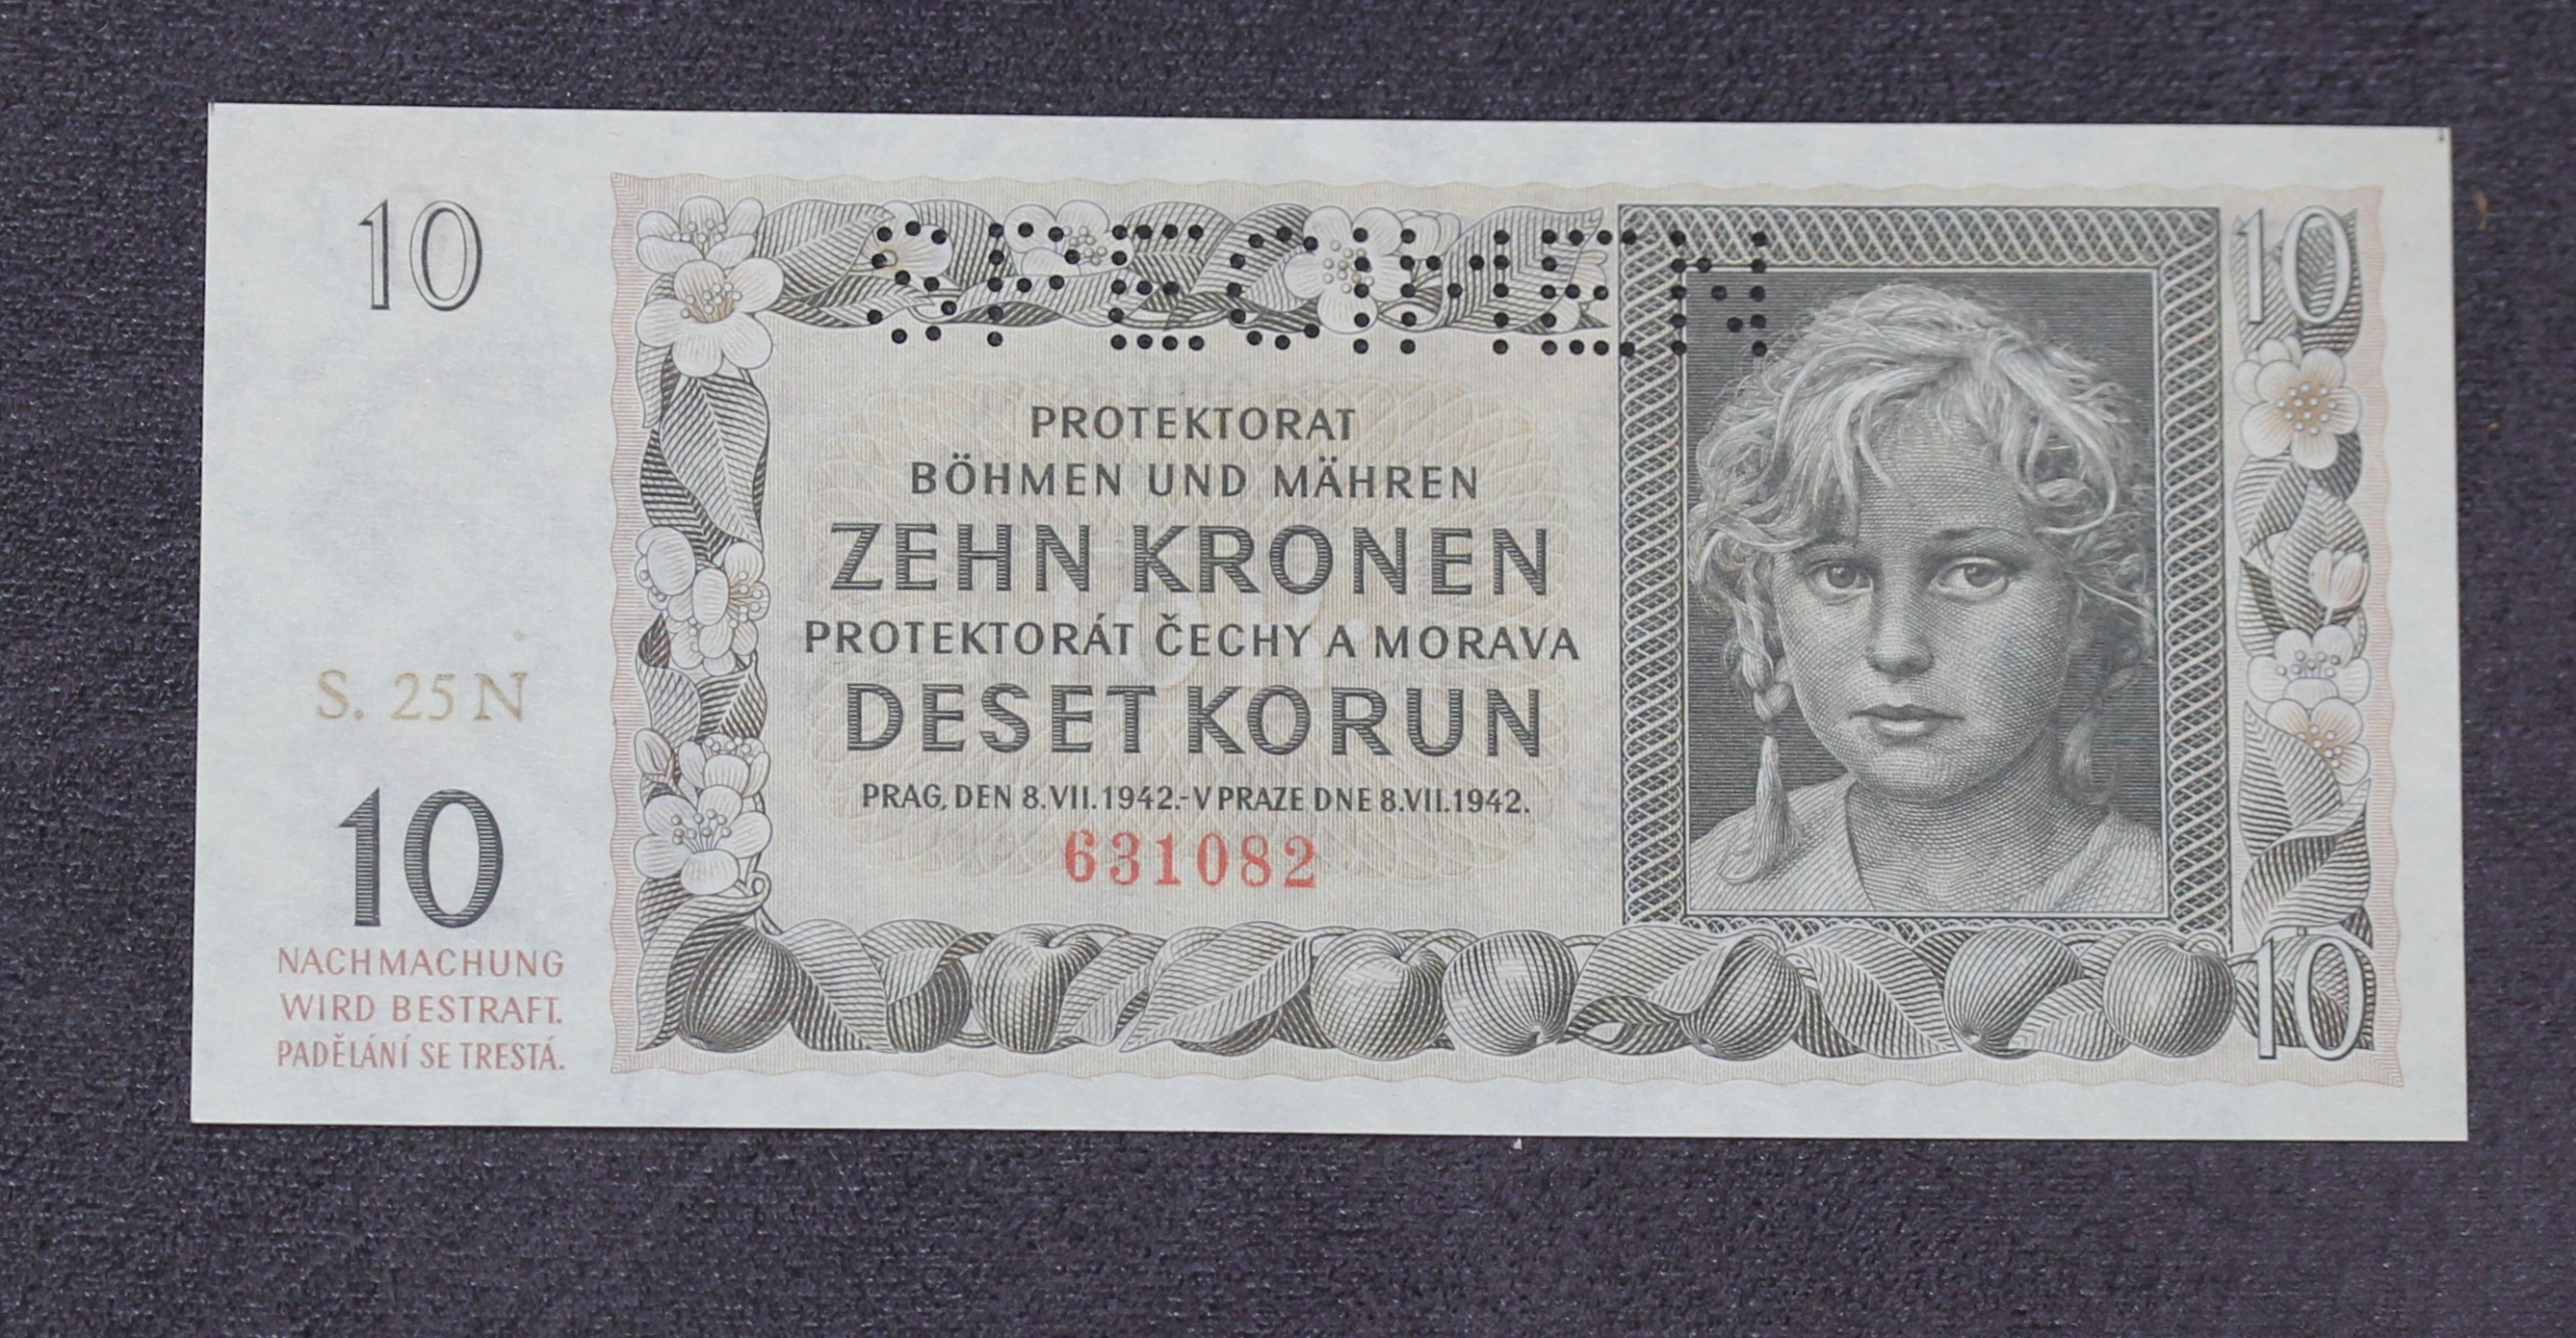 SPECIMEN
10
10
PROTEKTORAT
BÖHMEN UND MÄHREN
ZEHN KRONEN
PROTEKTORÁT ČECHY A MORAVA
DESET KORUN
PRAG, DEN 8.VII.1942.-V PRAZE DNE 8.VII.1942.
631082
S. 25 N
10
NACHMACHUNG
WIRD BESTRAFT.
PADĚLÁNÍ SE TRESTÁ.
10